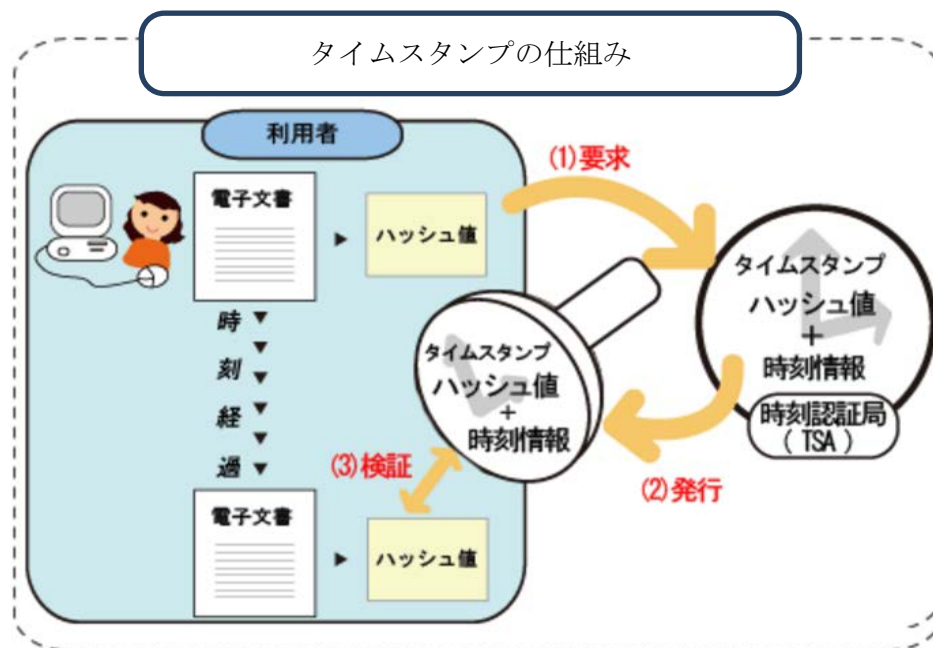 タイムスタンプの仕組み
利用者
(1)要求
電子文書
ハッシュ値
タイムスタンプ
ハッシュ値
+
時刻情報
時刻認証局
( TSA )
時
刻
経
過
タイムスタンプ
ハッシュ値
+
時刻情報
(2)発行
(3)検証
電子文書
ハッシュ値